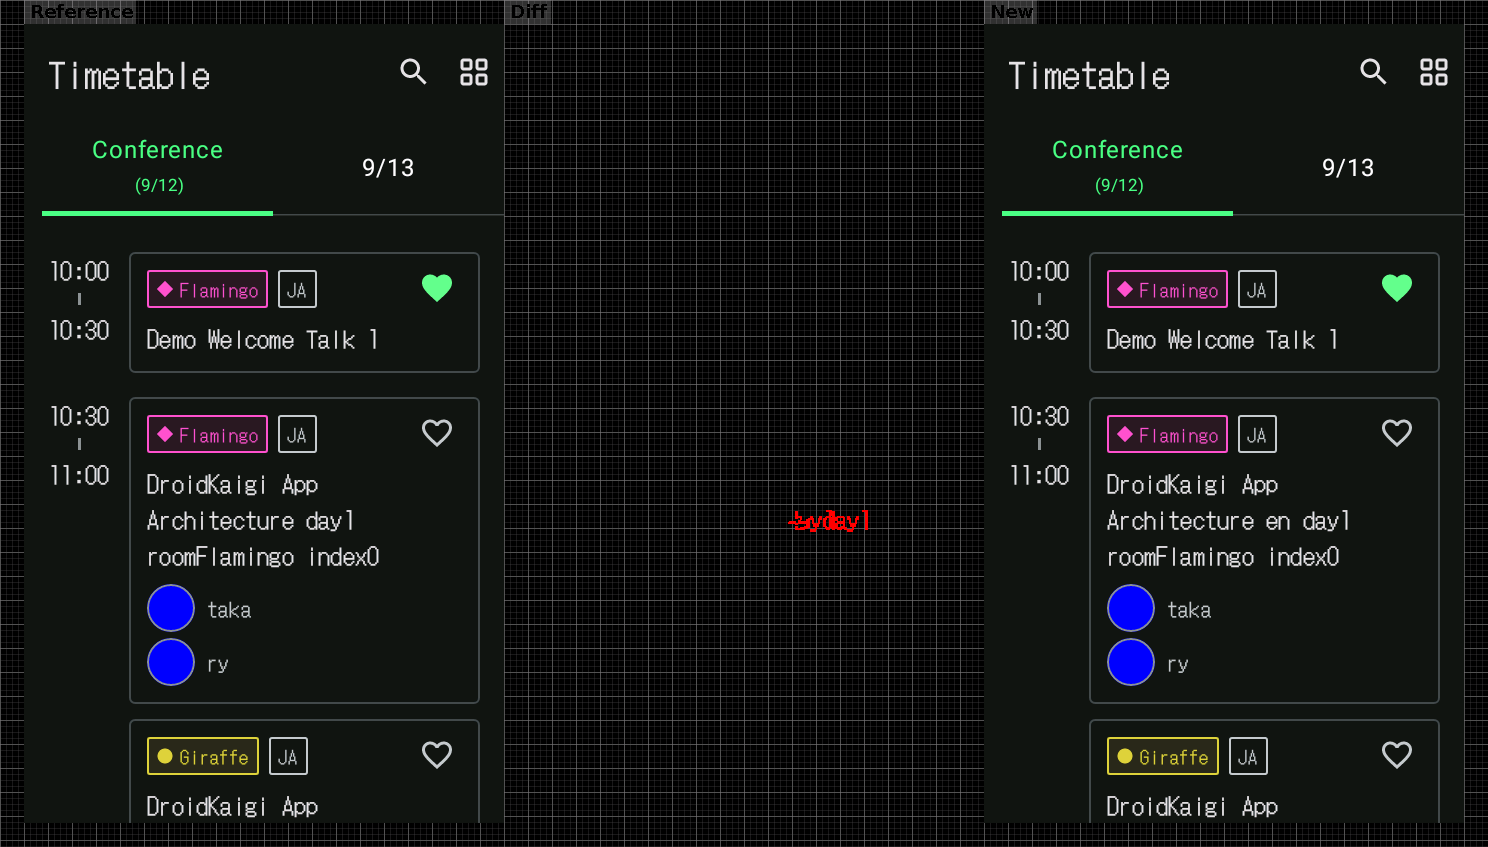 Reference
Timetable
Conference
(9/12)
9/13
10:00
10:30
Flamingo
JA
Demo Welcome Talk 1
10:30
11:00
Flamingo
JA
DroidKaigi App
Architecture day1
roomFlamingo index0
taka
ry
Giraffe
JA
DroidKaigi App
Diff
New
Timetable
Conference
(9/12)
9/13
10:00
10:30
Flamingo
JA
Demo Welcome Talk 1
10:30
11:00
Flamingo
JA
DroidKaigi App
Architecture en day1
roomFlamingo index0
taka
ry
Giraffe
JA
DroidKaigi App